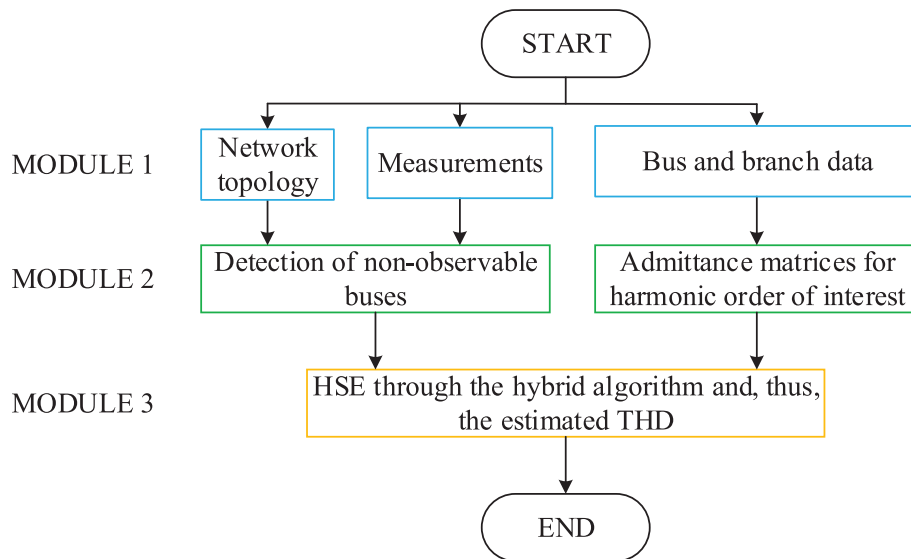 START
MODULE 1
Network
topology
Measurements
Bus and branch data
MODULE 2
Detection of non-observable
buses
Admittance matrices for
harmonic order of interest
MODULE 3
HSE through the hybrid algorithm and, thus,
the estimated THD
END